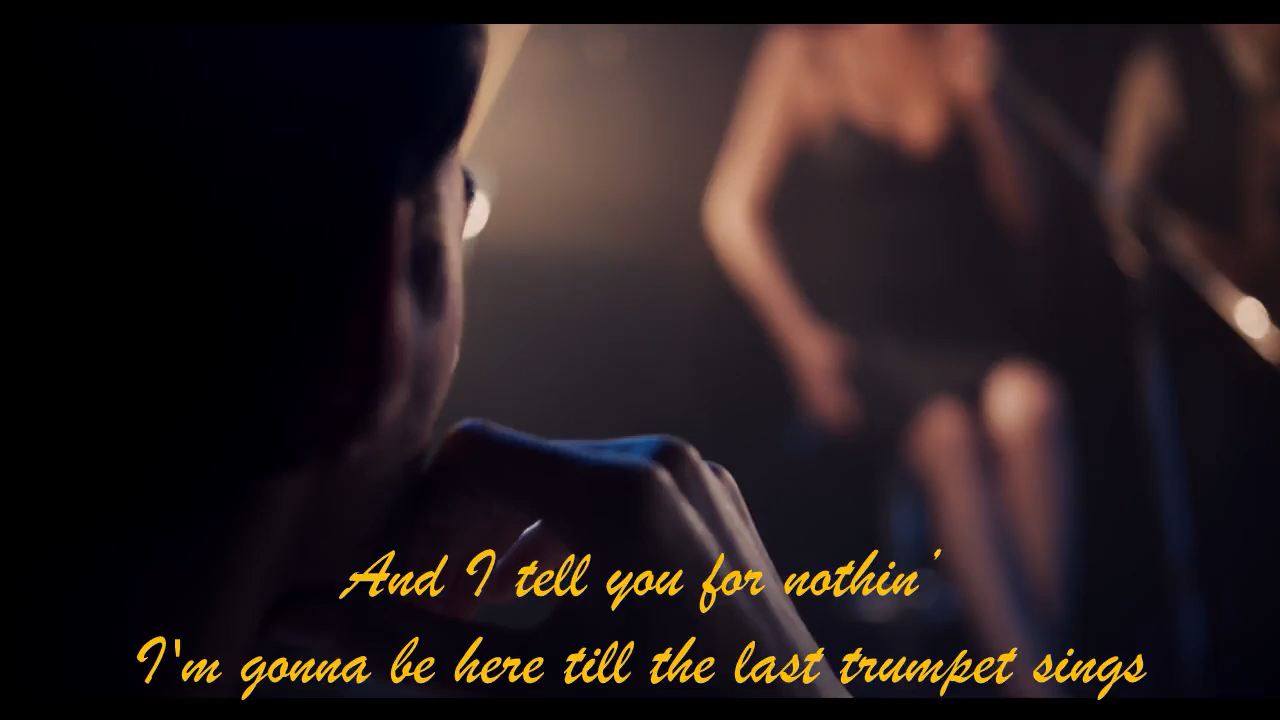 And I tell you for nothin'
I'm gonna be here till the last trumpet sings